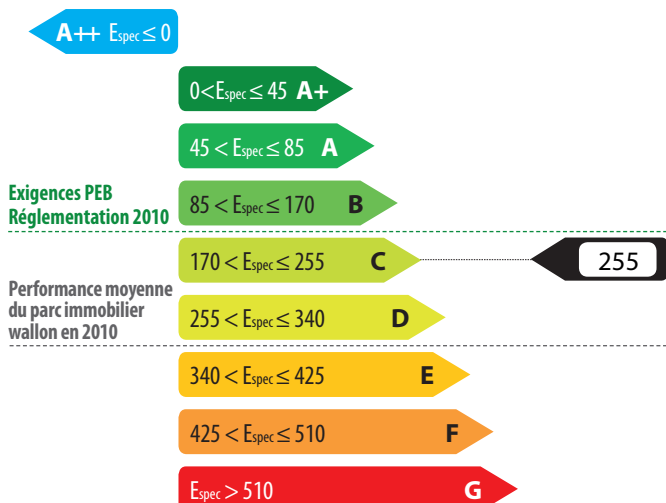 A++ Espec ≤ 0
0 < Espec ≤ 45 A+
45 < Espec ≤ 85 A
Exigences PEB
Réglementation 2010
85 < Espec ≤ 170 B
170 < Espec ≤ 255 C
255
Performance moyenne
du parc immobilier
wallon en 2010
255 < Espec ≤ 340 D
340 < Espec ≤ 425 E
425 < Espec ≤ 510 F
Espec > 510 G